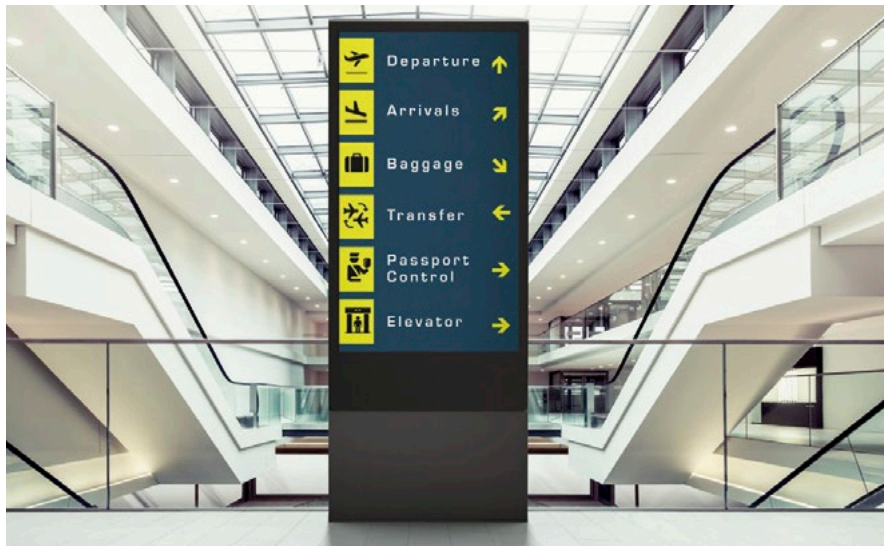 Departure
Arrivals
Baggage
Transfer
Passport
Control
Elevator